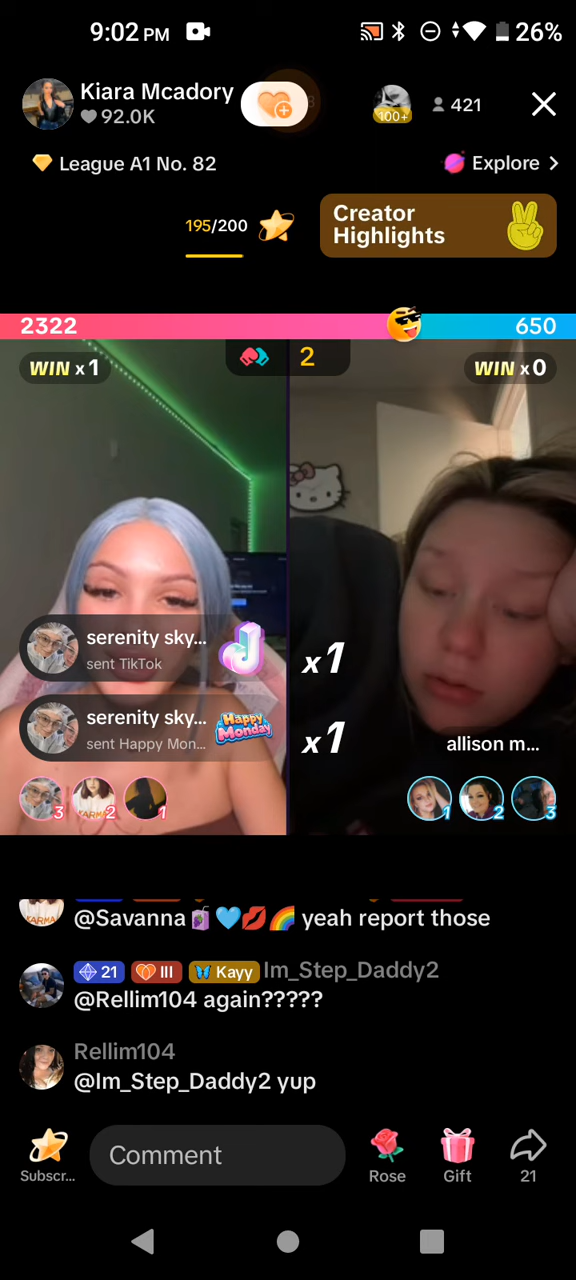 9:02 PM
26%
Kiara Mcadory
92.0K
100+
421
League A1 No. 82
Explore >
195/200
Creator
Highlights
2322
650
WIN x 1
2
WIN x 0
serenity sky...
sent TikTok
x1
serenity sky...
sent Happy Mon...
Happy
Monday
x1
allison m...
3
2
1
1
2
3
@Savanna🧃🩵💋🌈 yeah report those
21 III Kayy Im_Step_Daddy2
@Rellim104 again?????
Rellim104
@Im_Step_Daddy2 yup
Subscr...
Comment
Rose
Gift
21